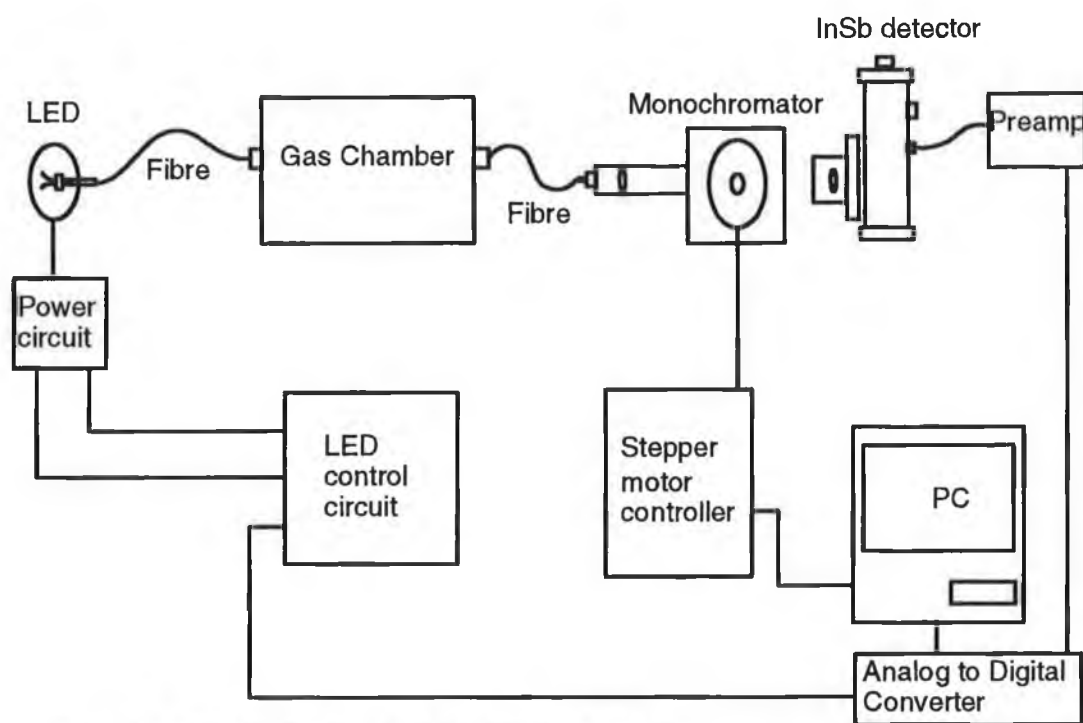 InSb detector
LED
Monochromator
Preamp
Gas Chamber
Fibre
Fibre
Power
circuit
LED
control
circuit
Stepper
motor
controller
PC
Analog to Digital
Converter